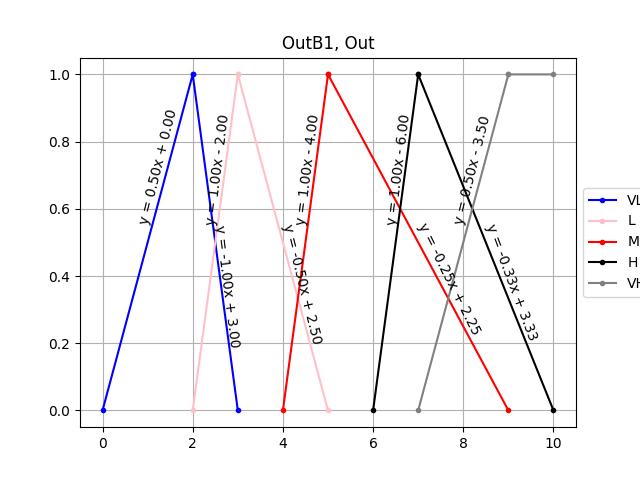 OutB1, Out
1.0
0.8
0.6
0.4
0.2
0.0
0
2
4
6
8
10
y = 0.50x + 0.00
y = -1.00x + 3.00
y = 1.00x - 2.00
y = -0.50x + 2.50
y = 1.00x - 4.00
y = -0.25x + 2.25
y = 1.00x - 6.00
y = -0.33x + 3.33
y = 0.50x - 3.50
VL
L
M
H
VH